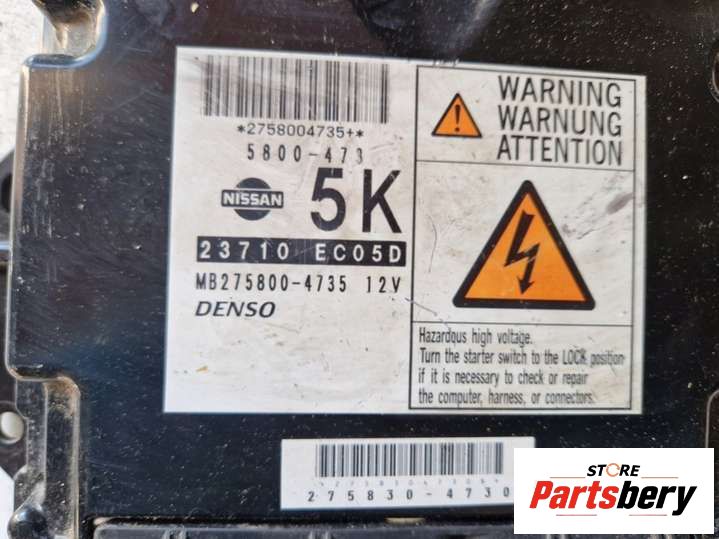 *2758004735+*
5800-473
NISSAN
5K
23710 EC05D
MB275800-4735 12V
DENSO
WARNING
WARNUNG
ATTENTION
Hazardous high voltage.
Turn the starter switch to the LOCK position
if it is necessary to check or repair
the computer, harness, or connectors.
275830-4730
STORE
Partsbery